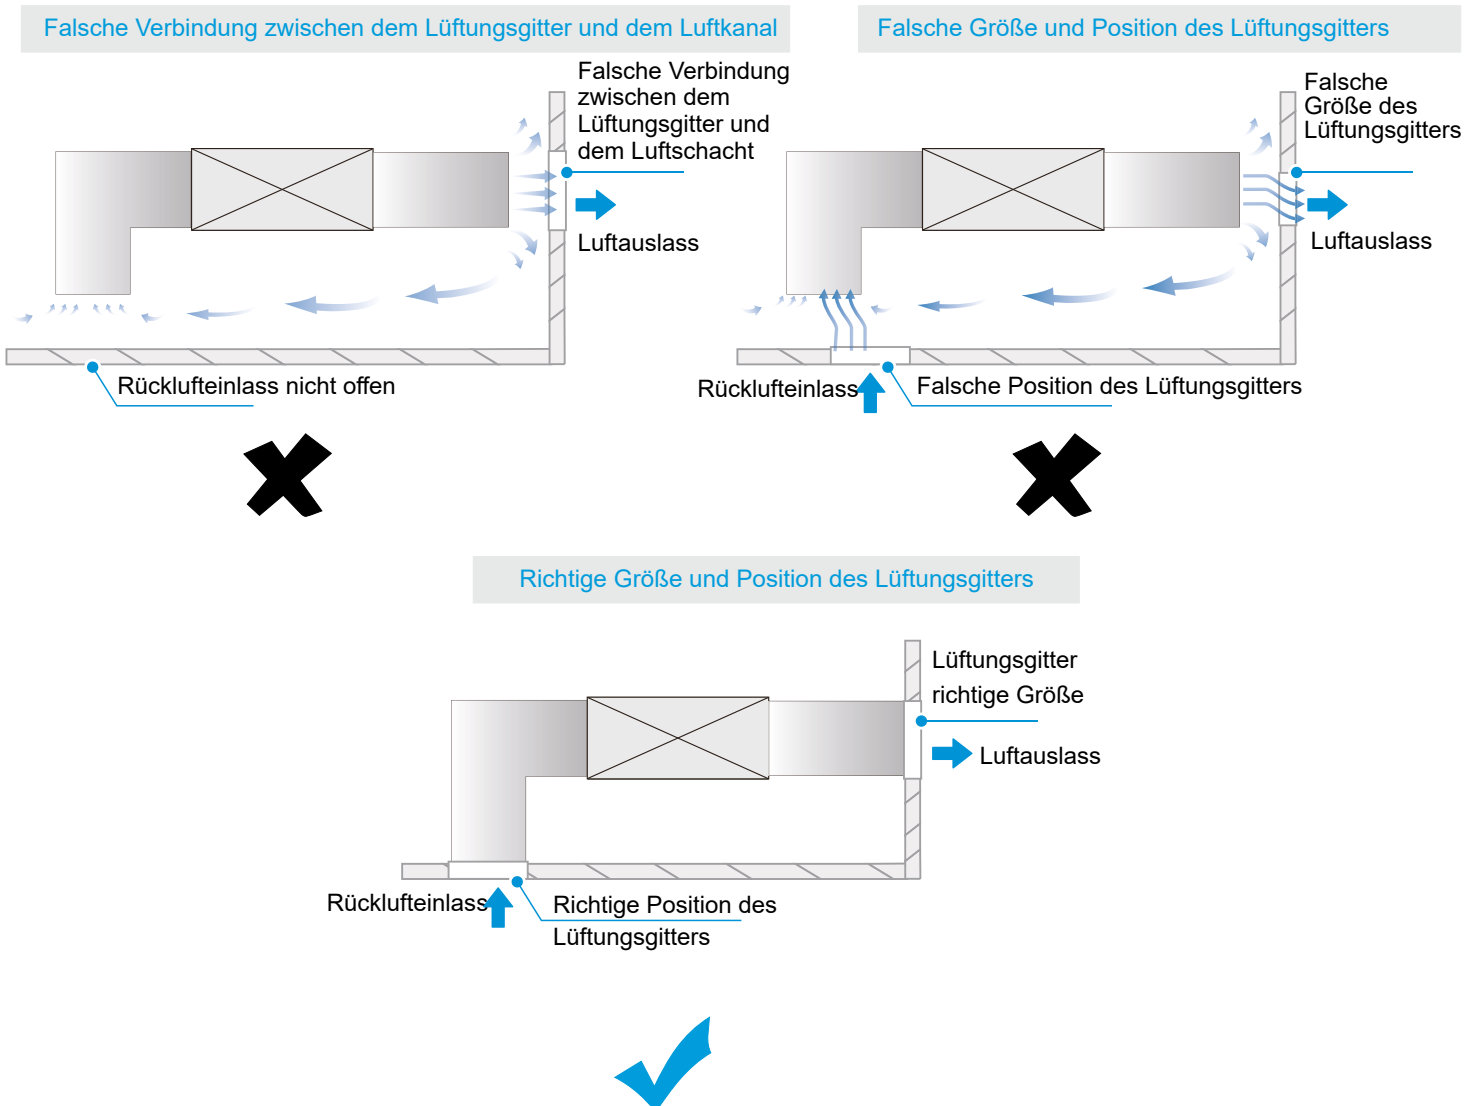 Falsche Verbindung zwischen dem Lüftungsgitter und dem Luftkanal
Falsche Verbindung
zwischen dem
Lüftungsgitter und
dem Luftschacht
Luftauslass
Rücklufteinlass nicht offen
Falsche Größe und Position des Lüftungsgitters
Falsche
Größe des
Lüftungsgitters
Luftauslass
Rücklufteinlass
Falsche Position des Lüftungsgitters
Richtige Größe und Position des Lüftungsgitters
Lüftungsgitter
richtige Größe
Luftauslass
Rücklufteinlass
Richtige Position des
Lüftungsgitters